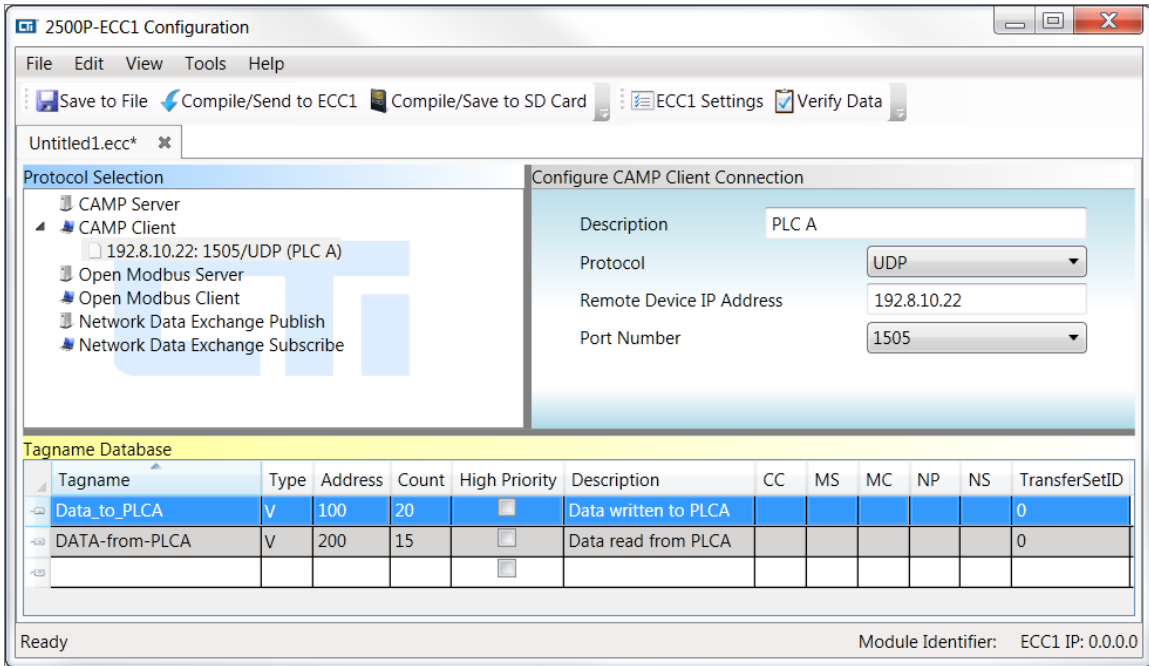 CTI 2500P-ECC1 Configuration
File Edit View Tools Help
Save to File Compile/Send to ECC1 Compile/Save to SD Card ECC1 Settings Verify Data
Untitled1.ecc*
Protocol Selection
CAMP Server
CAMP Client
192.8.10.22: 1505/UDP (PLC A)
Open Modbus Server
Open Modbus Client
Network Data Exchange Publish
Network Data Exchange Subscribe
CTI
Configure CAMP Client Connection
Description PLC A
Protocol UDP
Remote Device IP Address 192.8.10.22
Port Number 1505
Tagname Database
Tagname Type Address Count High Priority Description CC MS MC NP NS TransferSetID
Data_to_PLCA V 100 20 Data written to PLCA 0
DATA-from-PLCA V 200 15 Data read from PLCA 0
Ready Module Identifier: ECC1 IP: 0.0.0.0